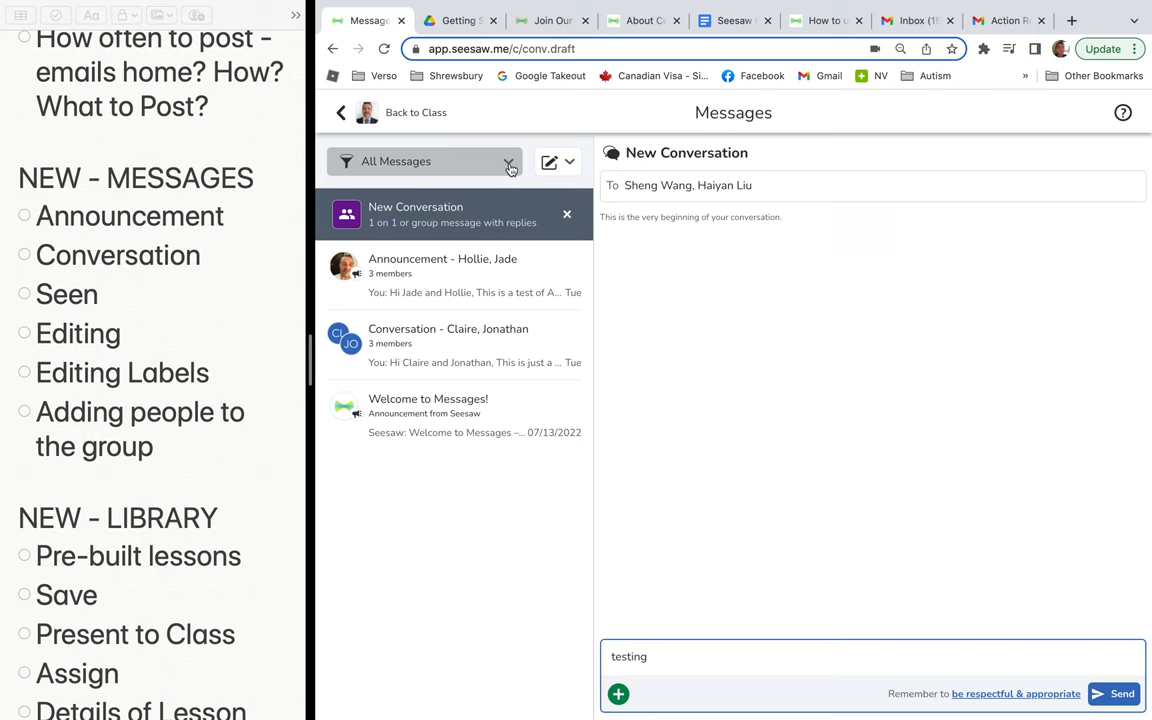 How often to post -
emails home? How?
What to Post?
NEW - MESSAGES
Announcement
Conversation
Seen
Editing
Editing Labels
Adding people to
the group
NEW - LIBRARY
Pre-built lessons
Save
Present to Class
Assign
Details of Lesson
Message
Getting S
Join Our
About C
Seesaw
How to u
Inbox (15
Action R
app.seesaw.me/c/conv.draft
Update
Verso
Shrewsbury
Google Takeout
Canadian Visa - Si...
Facebook
Gmail
NV
Autism
»
Other Bookmarks
Back to Class
Messages
All Messages
New Conversation
1 on 1 or group message with replies
Announcement - Hollie, Jade
3 members
You: Hi Jade and Hollie, This is a test of A... Tue
Conversation - Claire, Jonathan
3 members
You: Hi Claire and Jonathan, This is just a ... Tue
Welcome to Messages!
Announcement from Seesaw
Seesaw: Welcome to Messages –... 07/13/2022
CL
JO
New Conversation
To Sheng Wang, Haiyan Liu
This is the very beginning of your conversation.
testing
Remember to be respectful & appropriate
Send